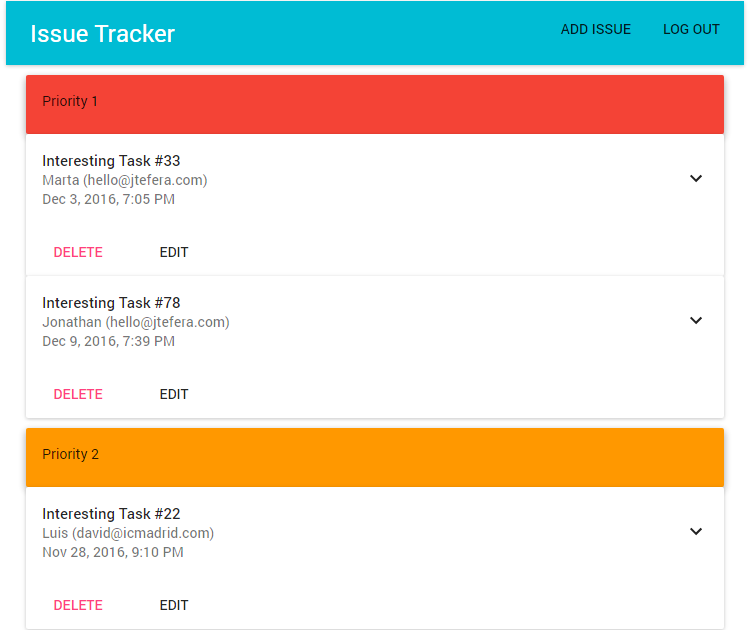 Issue Tracker
ADD ISSUE LOG OUT
Priority 1
Interesting Task #33
Marta (hello@jtefera.com)
Dec 3, 2016, 7:05 PM
DELETE EDIT
Interesting Task #78
Jonathan (hello@jtefera.com)
Dec 9, 2016, 7:39 PM
DELETE EDIT
Priority 2
Interesting Task #22
Luis (david@icmadrid.com)
Nov 28, 2016, 9:10 PM
DELETE EDIT